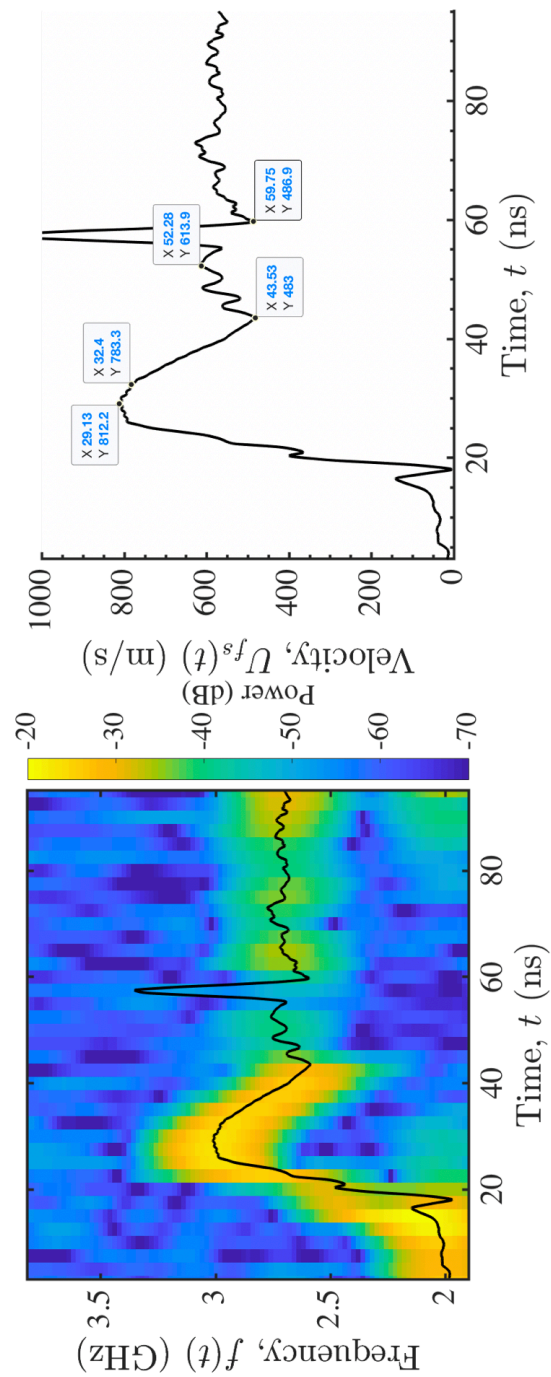 Frequency, f(t) (GHz)
3.5
3
2.5
2
20
40
60
80
Time, t (ns)
-20
-30
-40
-50
-60
-70
Power (dB)
Velocity, U_fs(t) (m/s)
1000
800
600
400
200
0
20
40
60
80
Time, t (ns)
X 29.13
Y 812.2
X 32.4
Y 783.3
X 43.53
Y 483
X 52.28
Y 613.9
X 59.75
Y 486.9